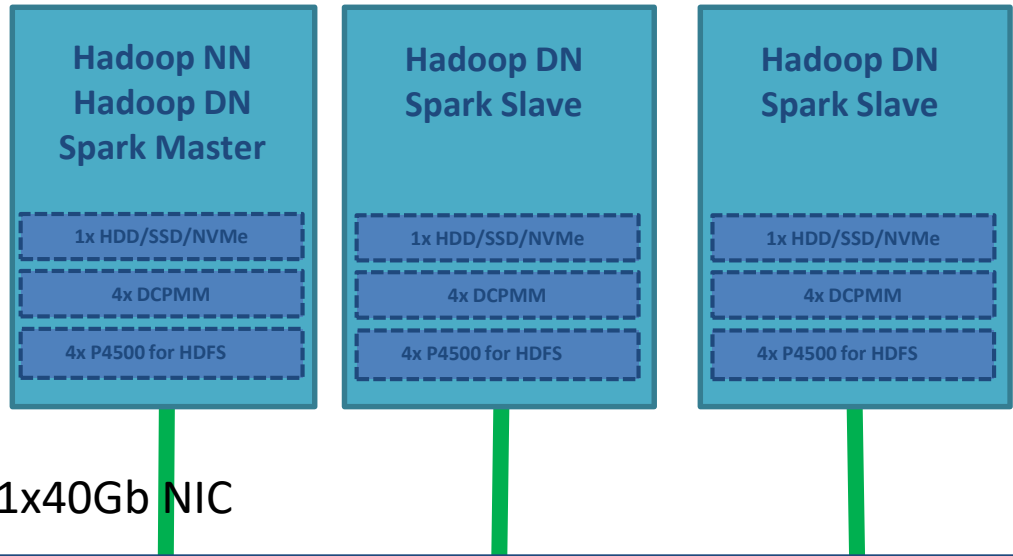 Hadoop NN
Hadoop DN
Spark Master
1x HDD/SSD/NVMe
4x DCPMM
4x P4500 for HDFS
Hadoop DN
Spark Slave
1x HDD/SSD/NVMe
4x DCPMM
4x P4500 for HDFS
Hadoop DN
Spark Slave
1x HDD/SSD/NVMe
4x DCPMM
4x P4500 for HDFS
1x40Gb NIC